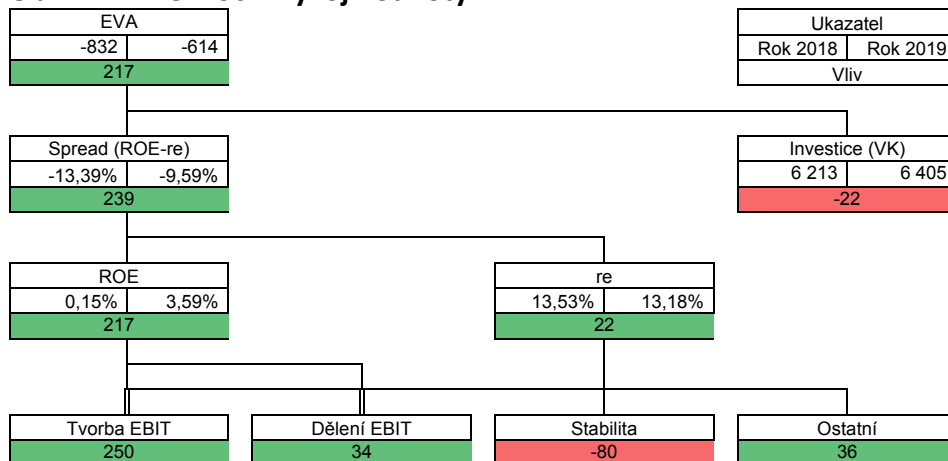 EVA
-832 -614
217
Ukazatel
Rok 2018 Rok 2019
Vliv
Spread (ROE-re)
-13,39% -9,59%
239
Investice (VK)
6 213 6 405
-22
ROE
0,15% 3,59%
217
re
13,53% 13,18%
22
Tvorba EBIT
250
Dělení EBIT
34
Stabilita
-80
Ostatní
36